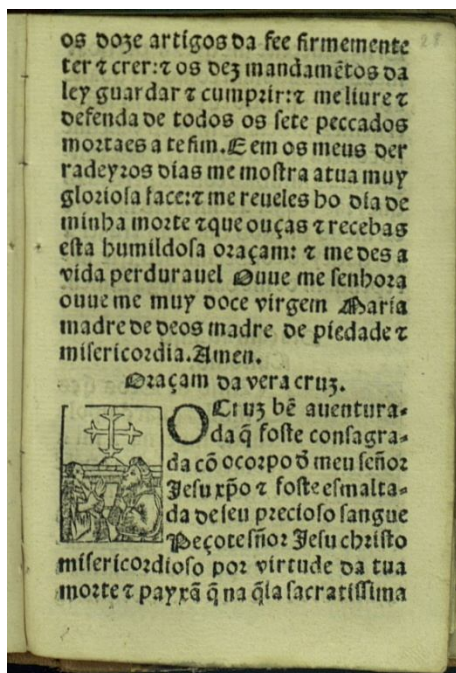 os doze artigos da fee firmemente
ter ⁊ crer: ⁊ os dez mandamẽtos da
ley guardar ⁊ cumprir: ⁊ me liure ⁊
defenda de todos os sete peccados
mortaes a te fim. E em os meus der
radeyros dias me mostra a tua muy
gloriosa face: ⁊ me reueles ho dia de
minha morte ⁊ que ouças ⁊ recebas
esta humildosa oraçam: ⁊ me des a
vida perdurauel Ouue me senhora
ouue me muy doce virgem Maria
madre de deos madre de piedade ⁊
misericordia. Amen.
Oraçam da vera cruz.
O Cruz bẽ auentura-
da q̃ foste consagra-
da cõ o corpo d̃ meu señor
Jesu xp̃o ⁊ foste esmalta-
da de seu precioso sangue
Peçote sñor Jesu christo
misericordioso por virtude da tua
morte ⁊ payxã q̃ na q̃la sacratissima
28